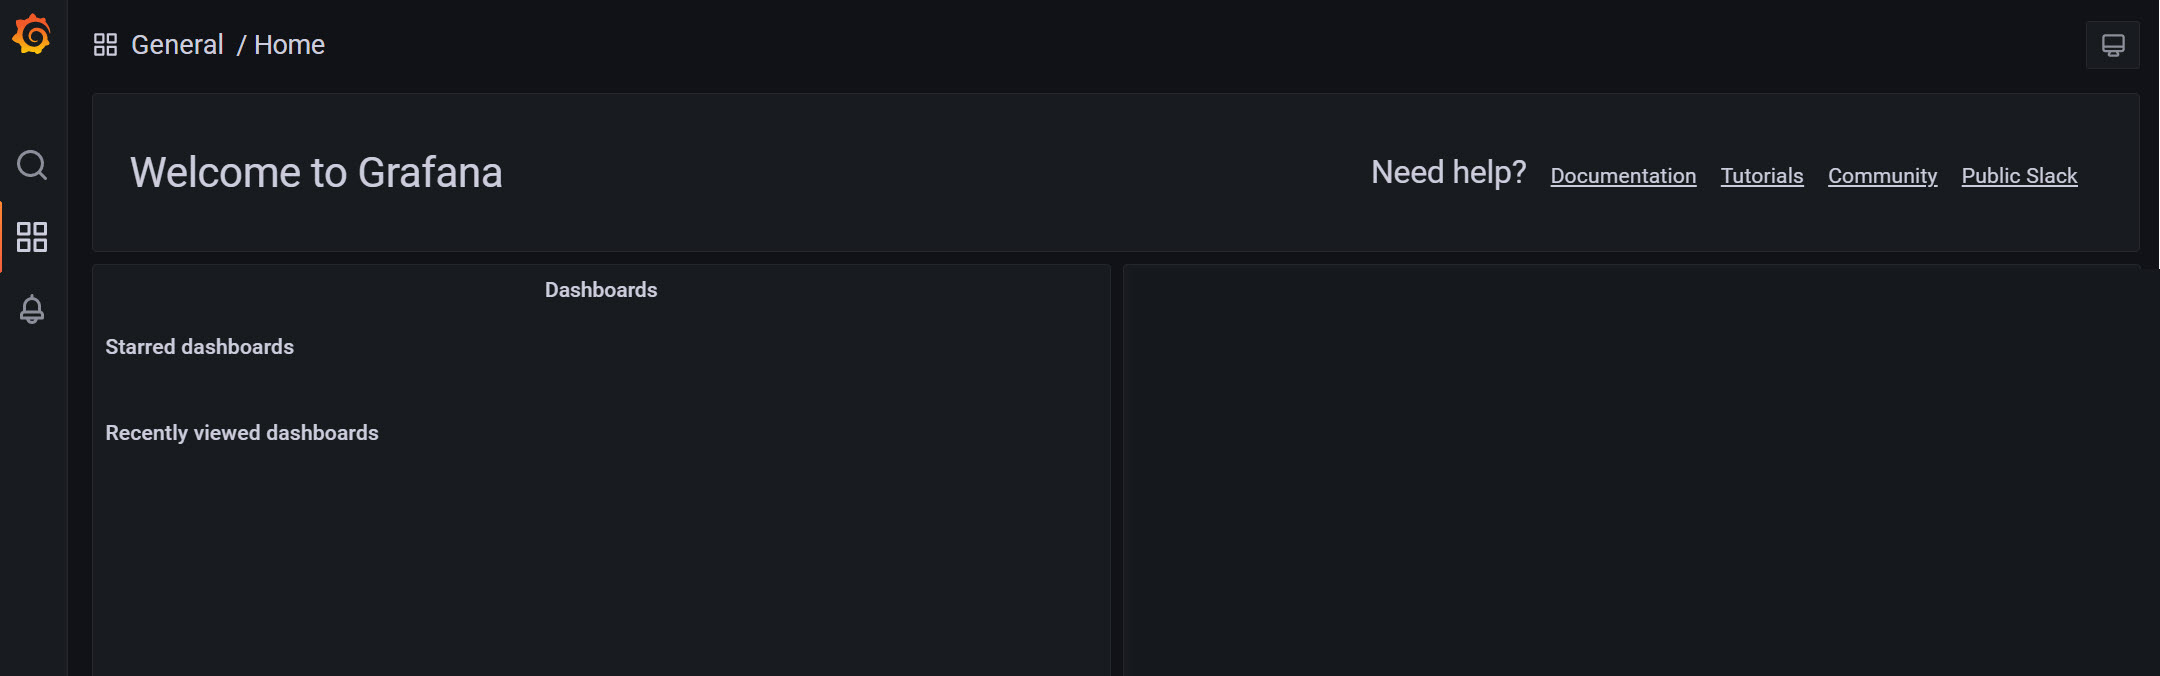 General / Home
Welcome to Grafana
Need help? Documentation Tutorials Community Public Slack
Dashboards
Starred dashboards
Recently viewed dashboards